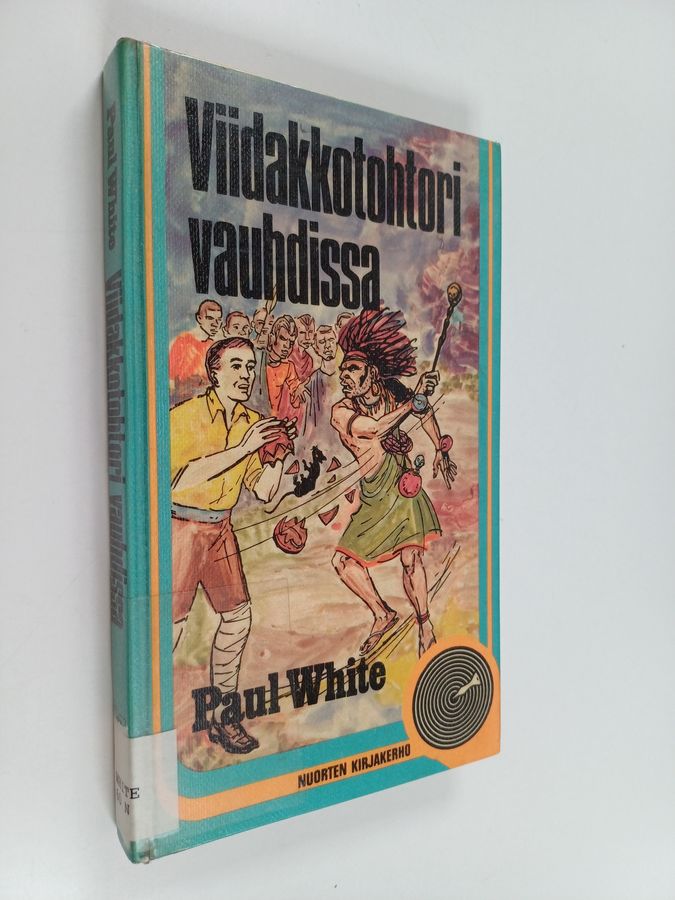 Viidakkotohtori
vauhdissa
Paul White
NUORTEN KIRJAKERHO
Paul White Viidakkotohtori vauhdissa